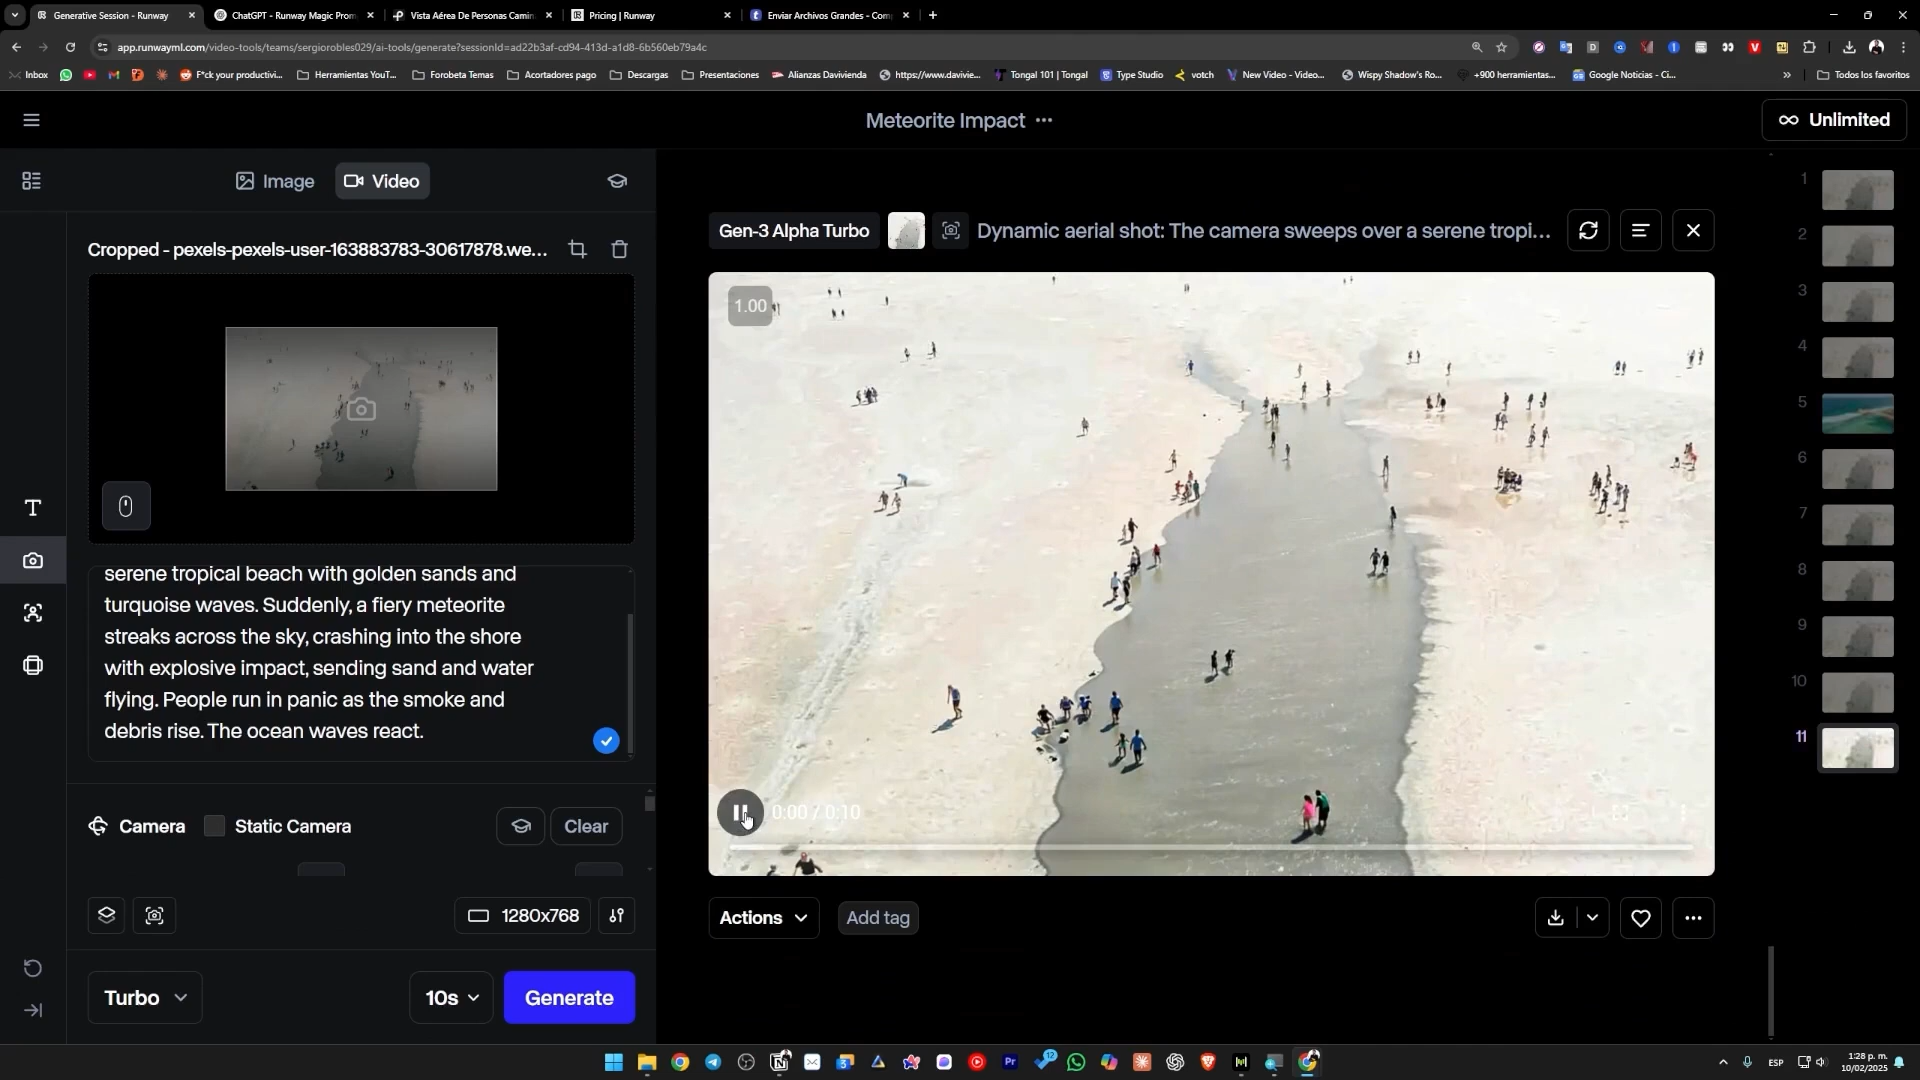 Generative Session - Runway
ChatGPT - Runway Magic Prom
Vista Aérea De Personas Camin
Pricing | Runway
Enviar Archivos Grandes - Com
app.runwayml.com/video-tools/teams/sergiorobles029/ai-tools/generate?sessionId=ad22b3af-cd94-413d-a1d8-6b560eb79a4c
Inbox
F*ck your productivi...
Herramientas YouT...
Forobeta Temas
Acortadores pago
Descargas
Presentaciones
Alianzas Davivienda
https://www.davivie...
Tongal 101 | Tongal
Type Studio
votch
New Video - Video...
Wispy Shadow's Ro...
+900 herramientas...
Google Noticias - Ci...
Todos los favoritos
Meteorite Impact
Unlimited
Image
Video
Cropped - pexels-pexels-user-163883783-30617878.we...
Gen-3 Alpha Turbo
Dynamic aerial shot: The camera sweeps over a serene tropi...
1.00
serene tropical beach with golden sands and
turquoise waves. Suddenly, a fiery meteorite
streaks across the sky, crashing into the shore
with explosive impact, sending sand and water
flying. People run in panic as the smoke and
debris rise. The ocean waves react.
0:00 / 0:10
Camera
Static Camera
Clear
1280x768
Actions
Add tag
Turbo
10s
Generate
1
2
3
4
5
6
7
8
9
10
11
ESP
1:28 p. m.
10/02/2025